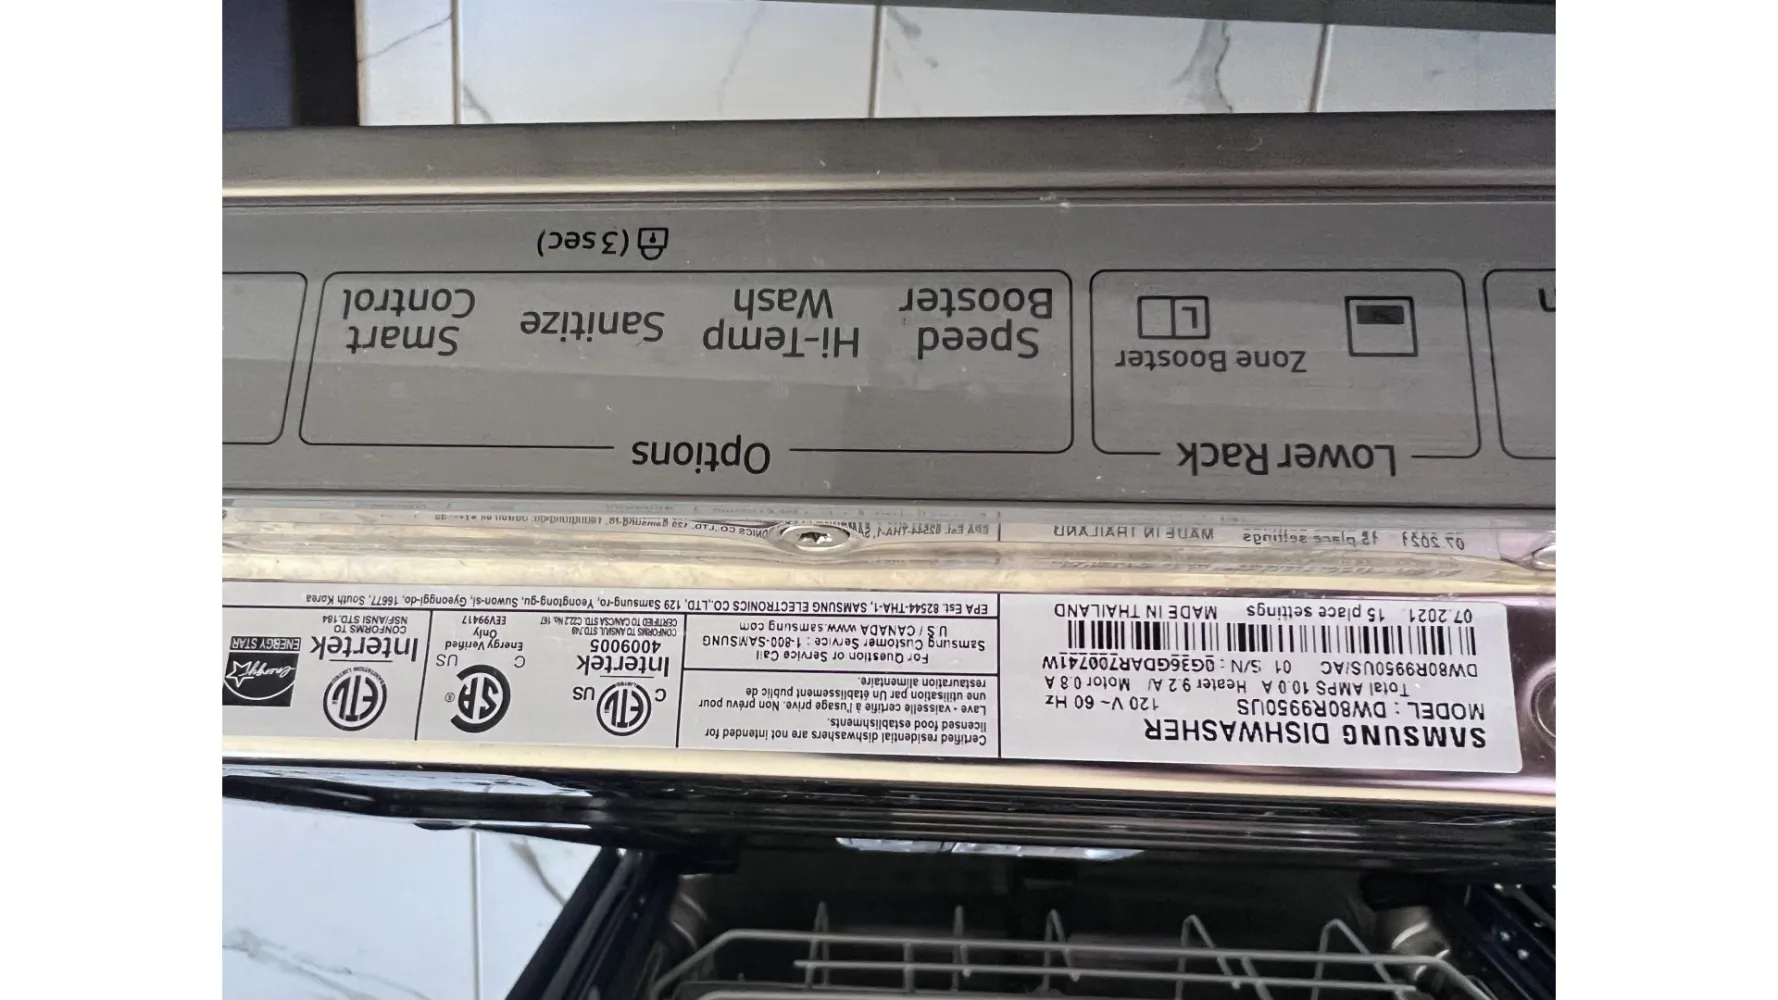 SAMSUNG DISHWASHER
MODEL : DW80R9950US 120 V~ 60 Hz
Total AMPS 10.0 A Heater 9.2 A/ Motor 0.8 A
DW80R9950US/AC 01 S/N : 0G36GDAR700741W
07.2021. 15 place settings MADE IN THAILAND
Certified residential dishwashers are not intended for
licensed food establishments.
Lave - vaisselle certifié à l'usage privé. Non prévu pour
une utilisation par un établissement public de
restauration alimentaire.
For Question or Service Call
Samsung Customer Service : 1-800-SAMSUNG
U S / CANADA www.samsung com
EPA Est. 82544-THA-1, SAMSUNG ELECTRONICS CO.,LTD, 129 Samsung-ro, Yeongtong-gu, Suwon-si, Gyeonggi-do, 16677, South Korea
C ETL US
Intertek
4009005
CONFORMS TO ANSI/UL STD.749
CERTIFIED TO CAN/CSA STD. C22.2 No 167
SA ®
C US
Energy Verified
Only
EEV99417
ETL
Intertek
CONFORMS TO
NSF/ANSI STD.184
energy
ENERGY STAR
Lower Rack
Zone Booster
L
Options
Speed
Booster
Hi-Temp
Wash
Sanitize
Smart
Control
(3 sec)